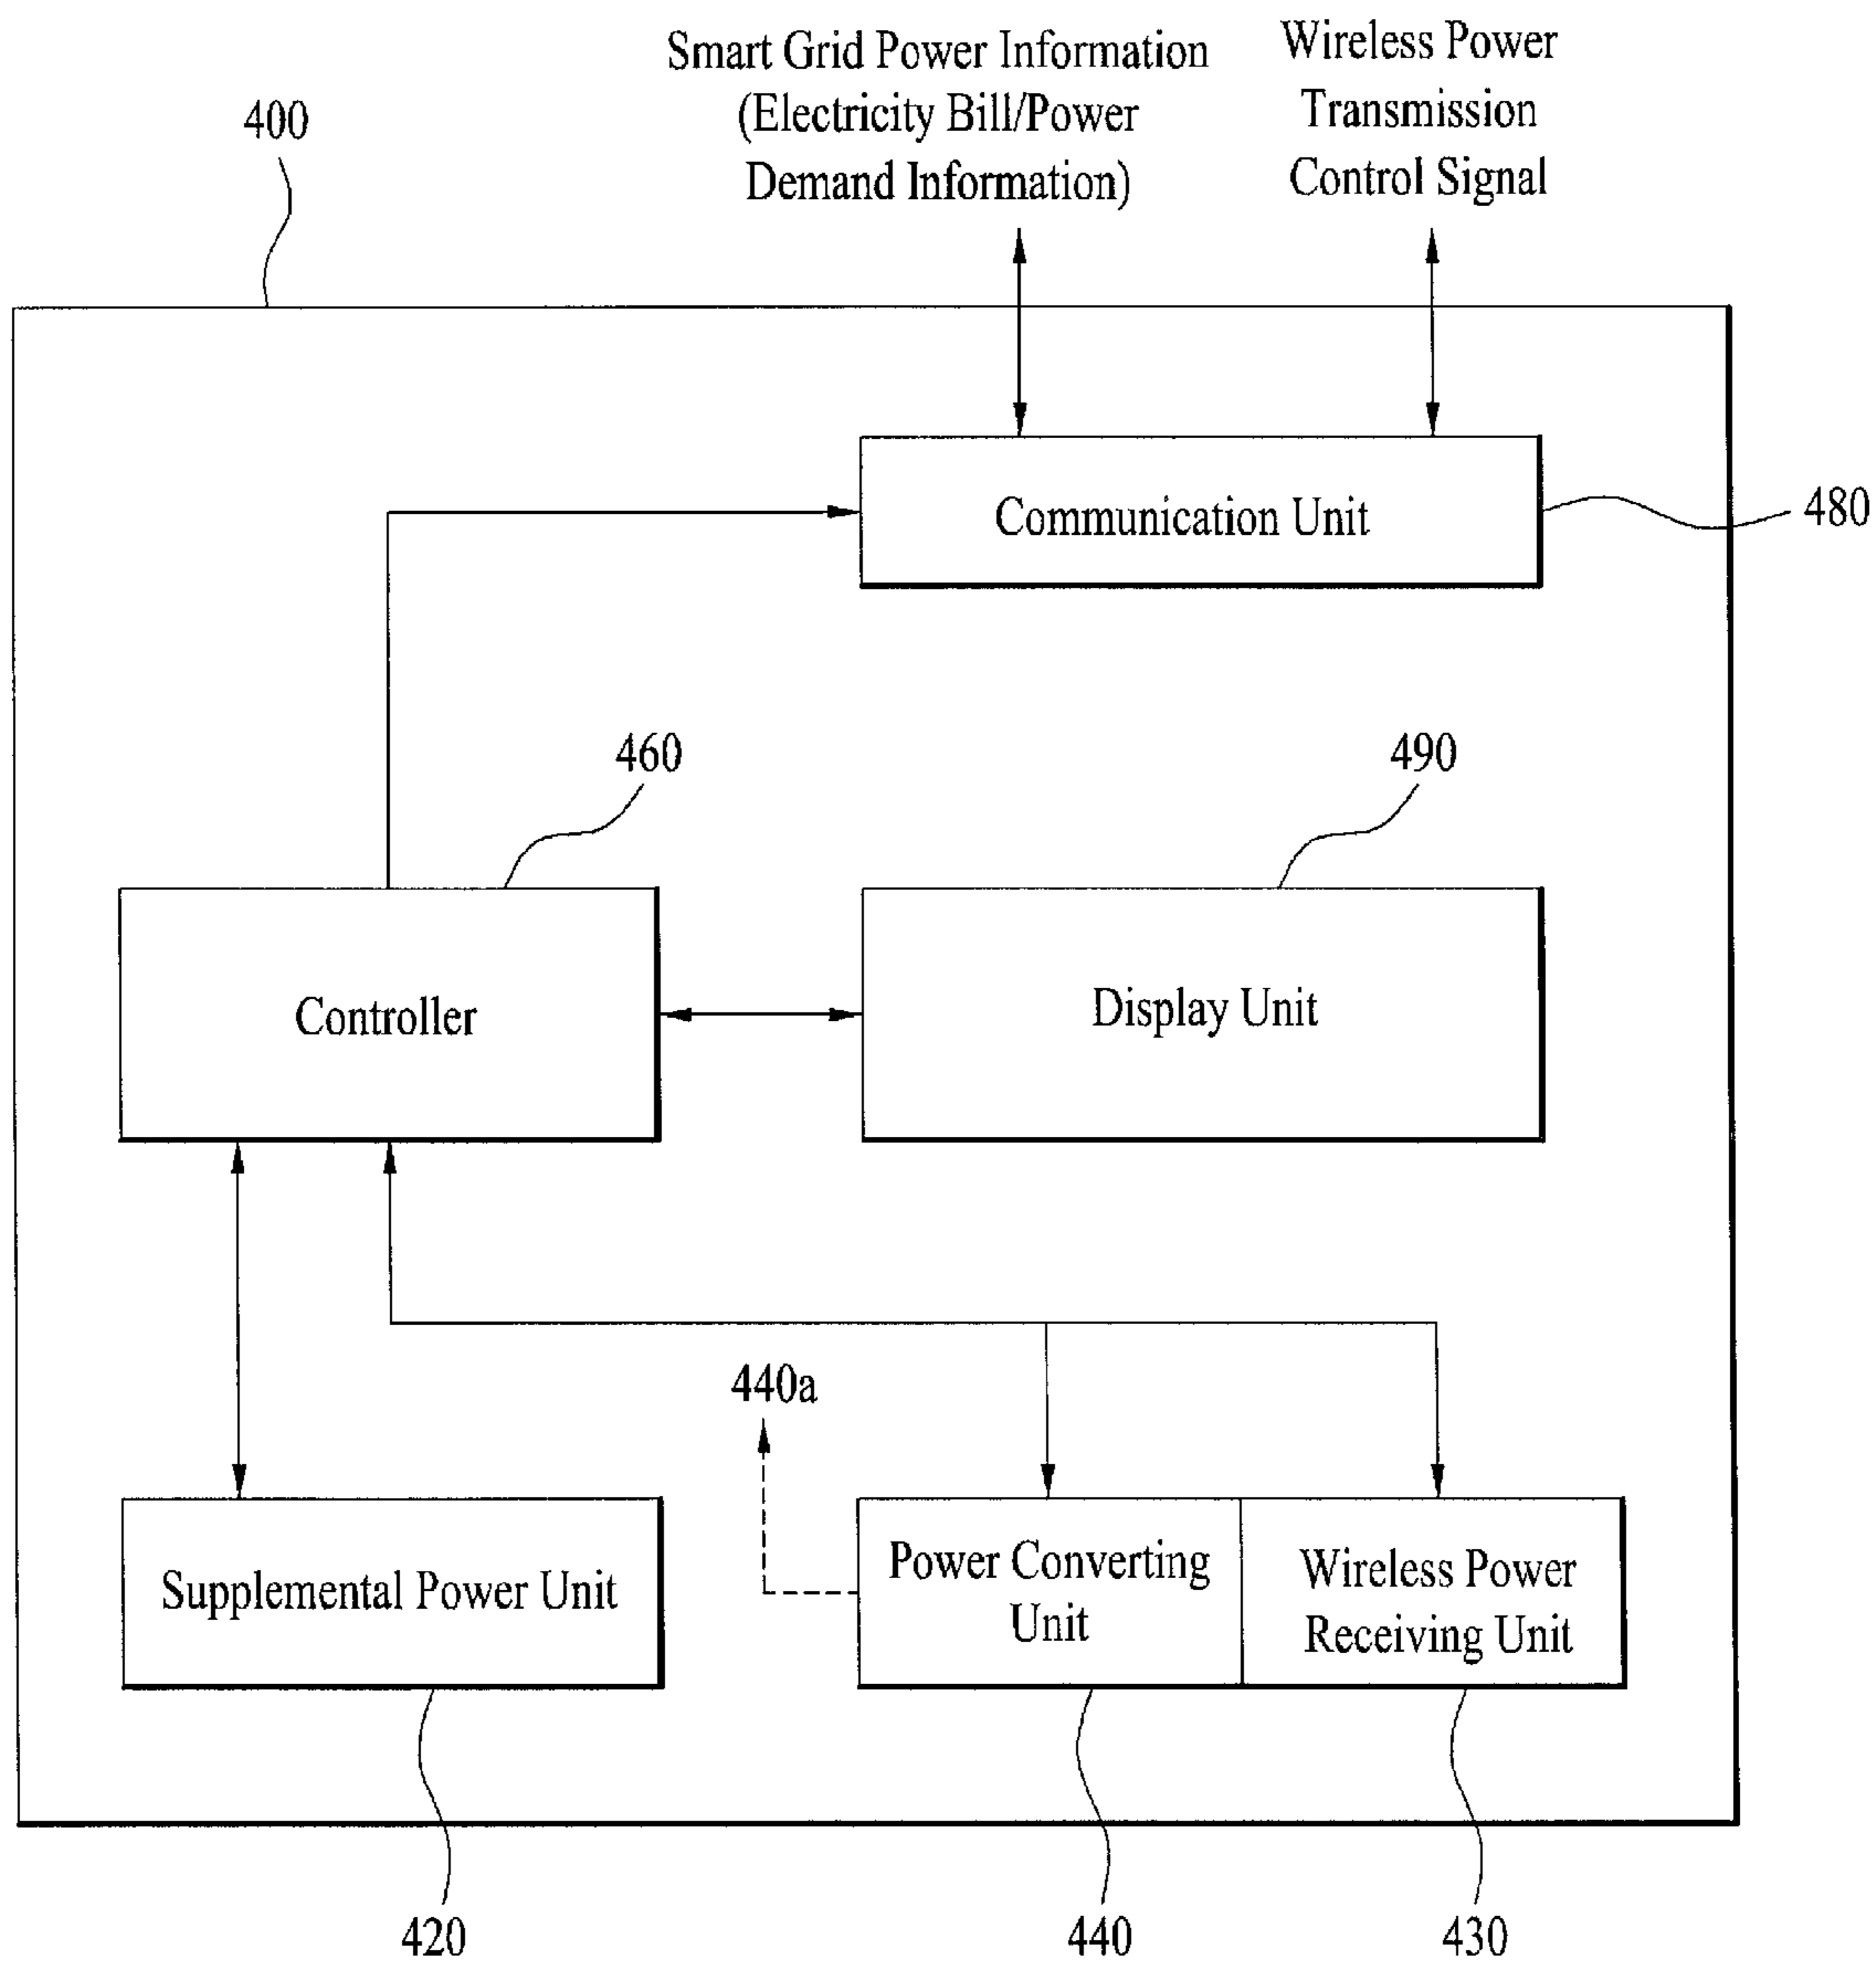 Smart Grid Power Information
(Electricity Bill/Power
Demand Information)
Wireless Power
Transmission
Control Signal
400
Communication Unit
480
460
490
Controller
Display Unit
440a
Supplemental Power Unit
Power Converting
Unit
Wireless Power
Receiving Unit
420
440
430